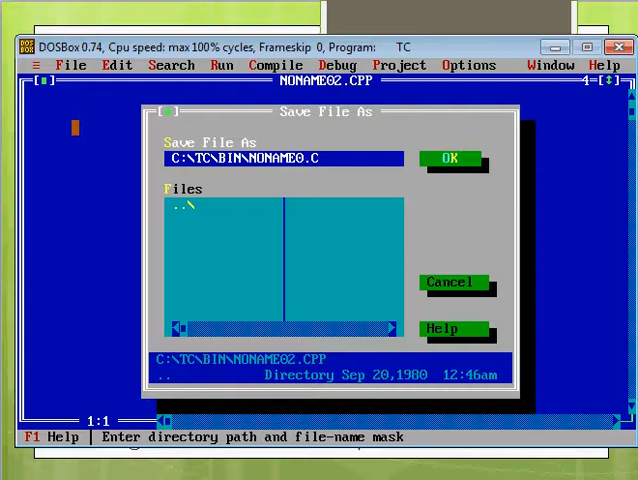 DOSBox 0.74, Cpu speed: max 100% cycles, Frameskip 0, Program: TC
≡ File Edit Search Run Compile Debug Project Options Window Help
NONAME02.CPP 4=[↕]
Save File As
Save File As
C:\TC\BIN\NONAME0.C
OK
Files
..\
Cancel
Help
C:\TC\BIN\NONAME02.CPP
.. Directory Sep 20,1980 12:46am
1:1
F1 Help | Enter directory path and file-name mask